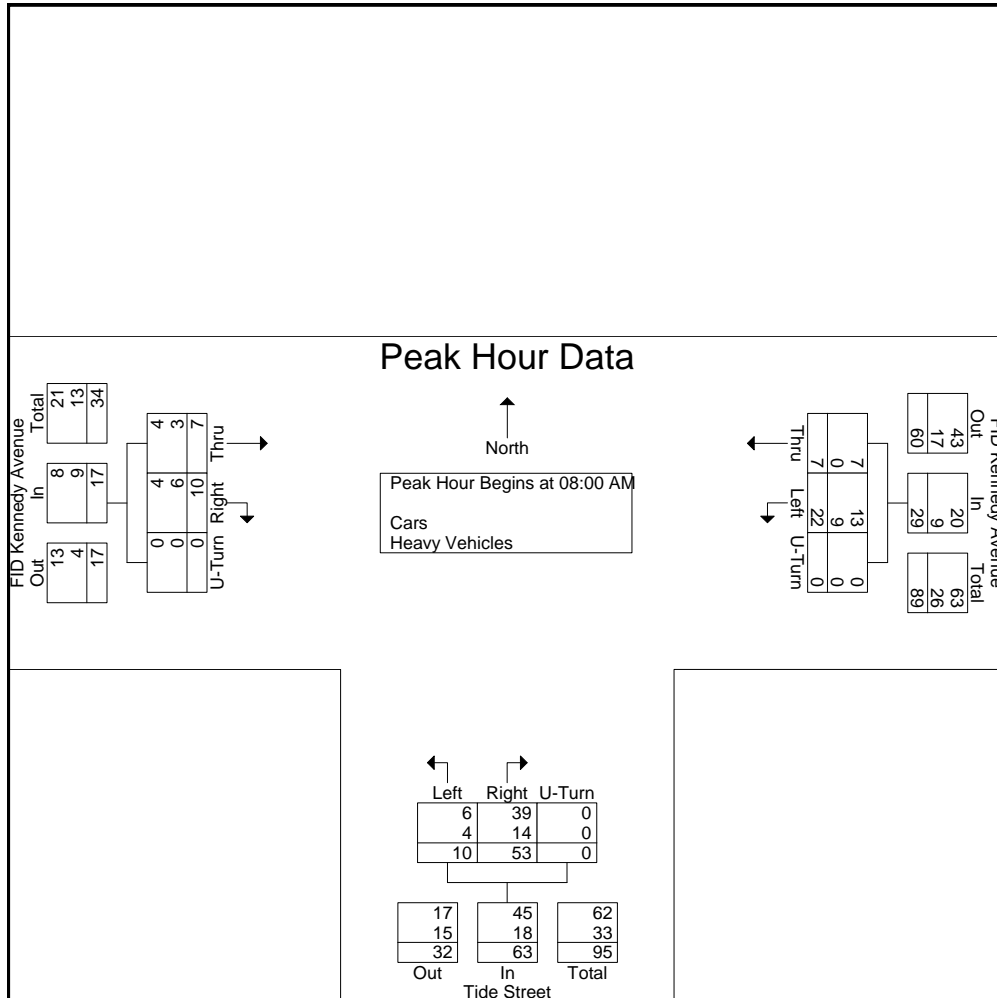 Peak Hour Data
North
Peak Hour Begins at 08:00 AM
Cars
Heavy Vehicles
FID Kennedy Avenue
Out In Total
13 8 21
4 9 13
17 17 34
U-Turn Right Thru
0 4 4
0 6 3
0 10 7
FID Kennedy Avenue
Out In Total
43 20 63
17 9 26
60 29 89
Thru Left U-Turn
7 13 0
0 9 0
7 22 0
Left Right U-Turn
6 39 0
4 14 0
10 53 0
17 45 62
15 18 33
32 63 95
Out In Total
Tide Street